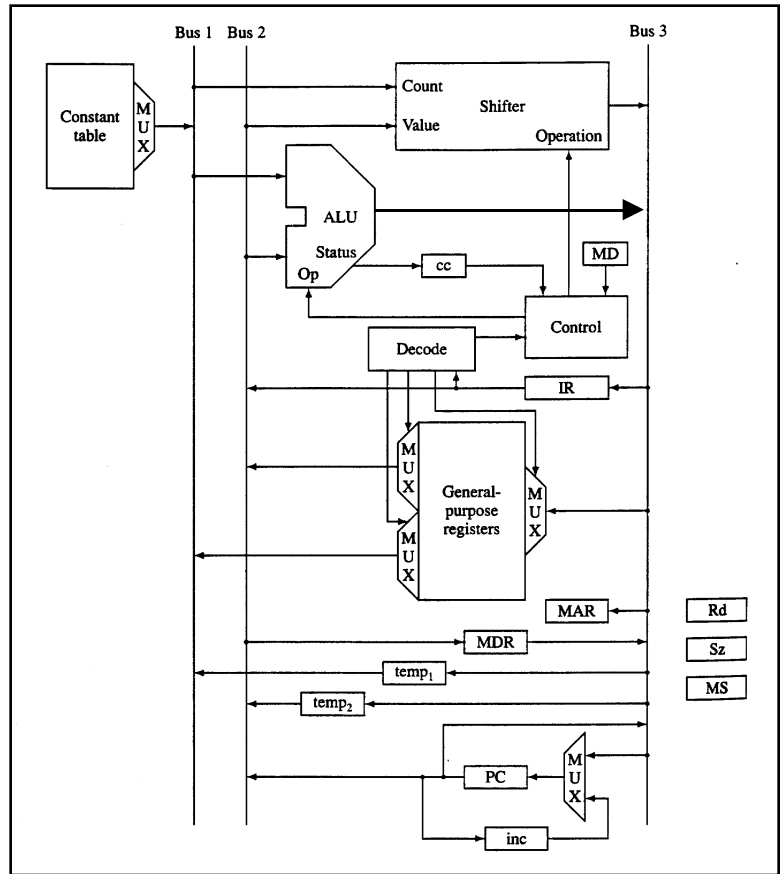 Bus 1
Bus 2
Bus 3
Constant
table
M
U
X
Count
Value
Shifter
Operation
ALU
Status
Op
cc
MD
Control
Decode
IR
M
U
X
M
U
X
General-
purpose
registers
M
U
X
MAR
Rd
MDR
Sz
temp₁
MS
temp₂
PC
M
U
X
inc